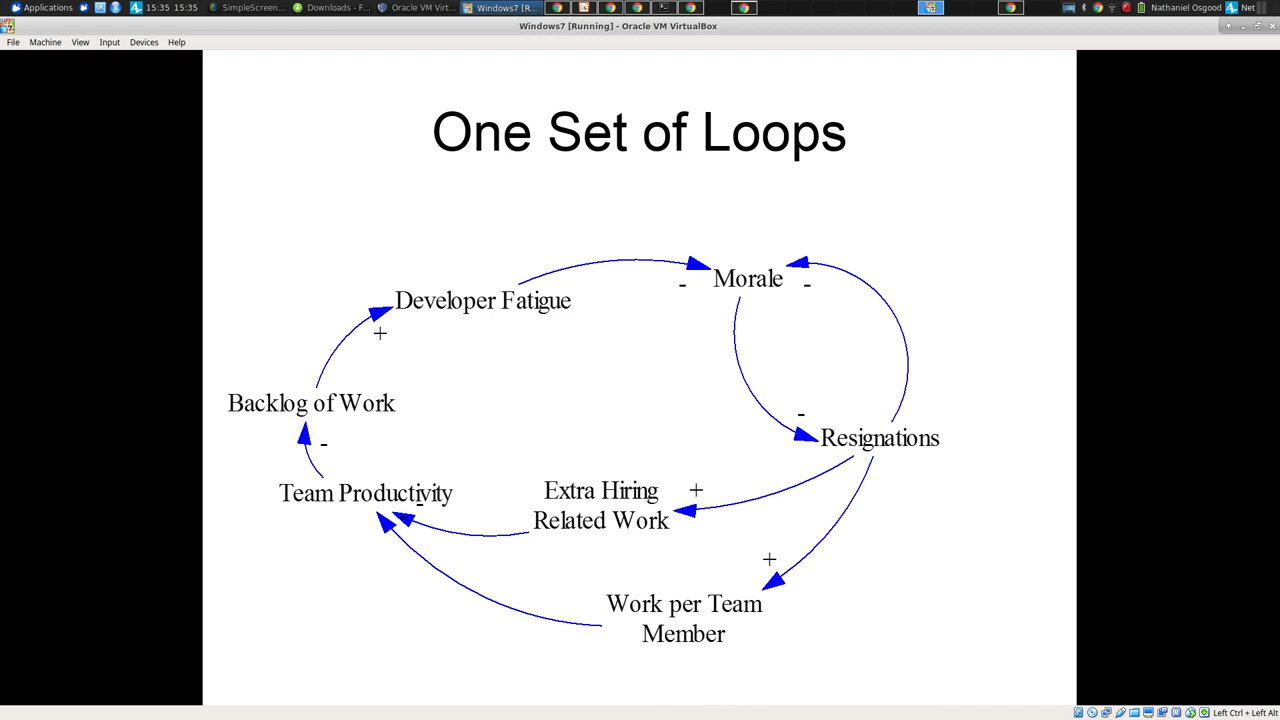 Applications
15:35 15:35
SimpleScreen...
Downloads - F...
Oracle VM Virt...
Windows7 [R...
Nathaniel Osgood
Net
Windows7 [Running] - Oracle VM VirtualBox
File Machine View Input Devices Help
One Set of Loops
Morale
- -
Developer Fatigue
+
Backlog of Work
-
-
Resignations
Team Productivity
-
Extra Hiring
Related Work
+
+
Work per Team
Member
Left Ctrl + Left Alt